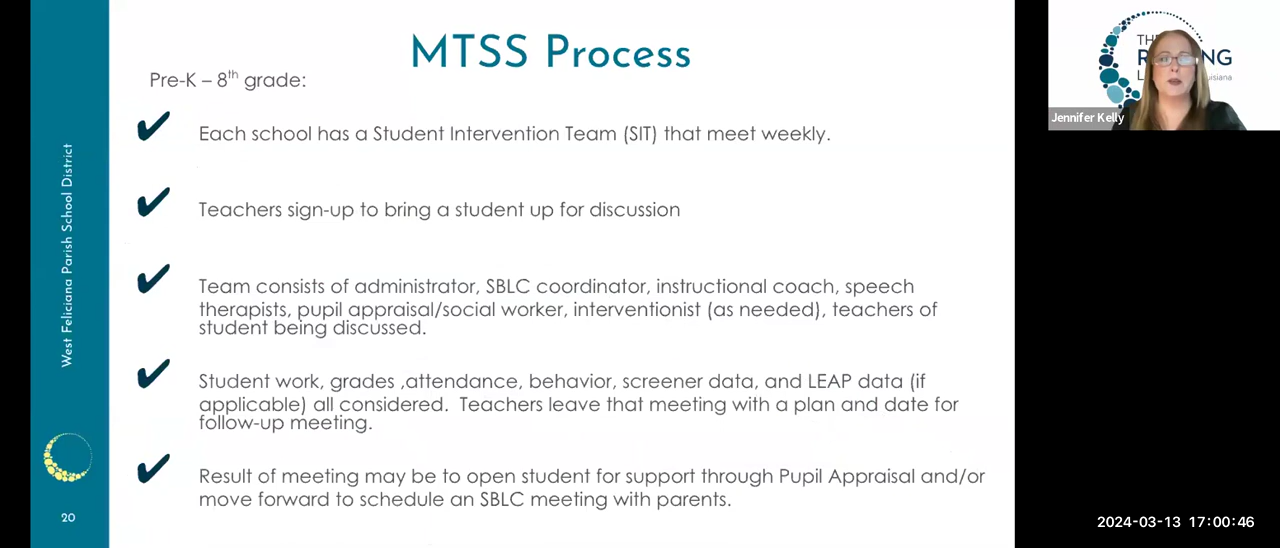 MTSS Process
Pre-K – 8th grade:
✔ Each school has a Student Intervention Team (SIT) that meet weekly.
✔ Teachers sign-up to bring a student up for discussion
✔ Team consists of administrator, SBLC coordinator, instructional coach, speech
therapists, pupil appraisal/social worker, interventionist (as needed), teachers of
student being discussed.
✔ Student work, grades ,attendance, behavior, screener data, and LEAP data (if
applicable) all considered.  Teachers leave that meeting with a plan and date for
follow-up meeting.
✔ Result of meeting may be to open student for support through Pupil Appraisal and/or
move forward to schedule an SBLC meeting with parents.
West Feliciana Parish School District
20
Jennifer Kelly
2024-03-13 17:00:46